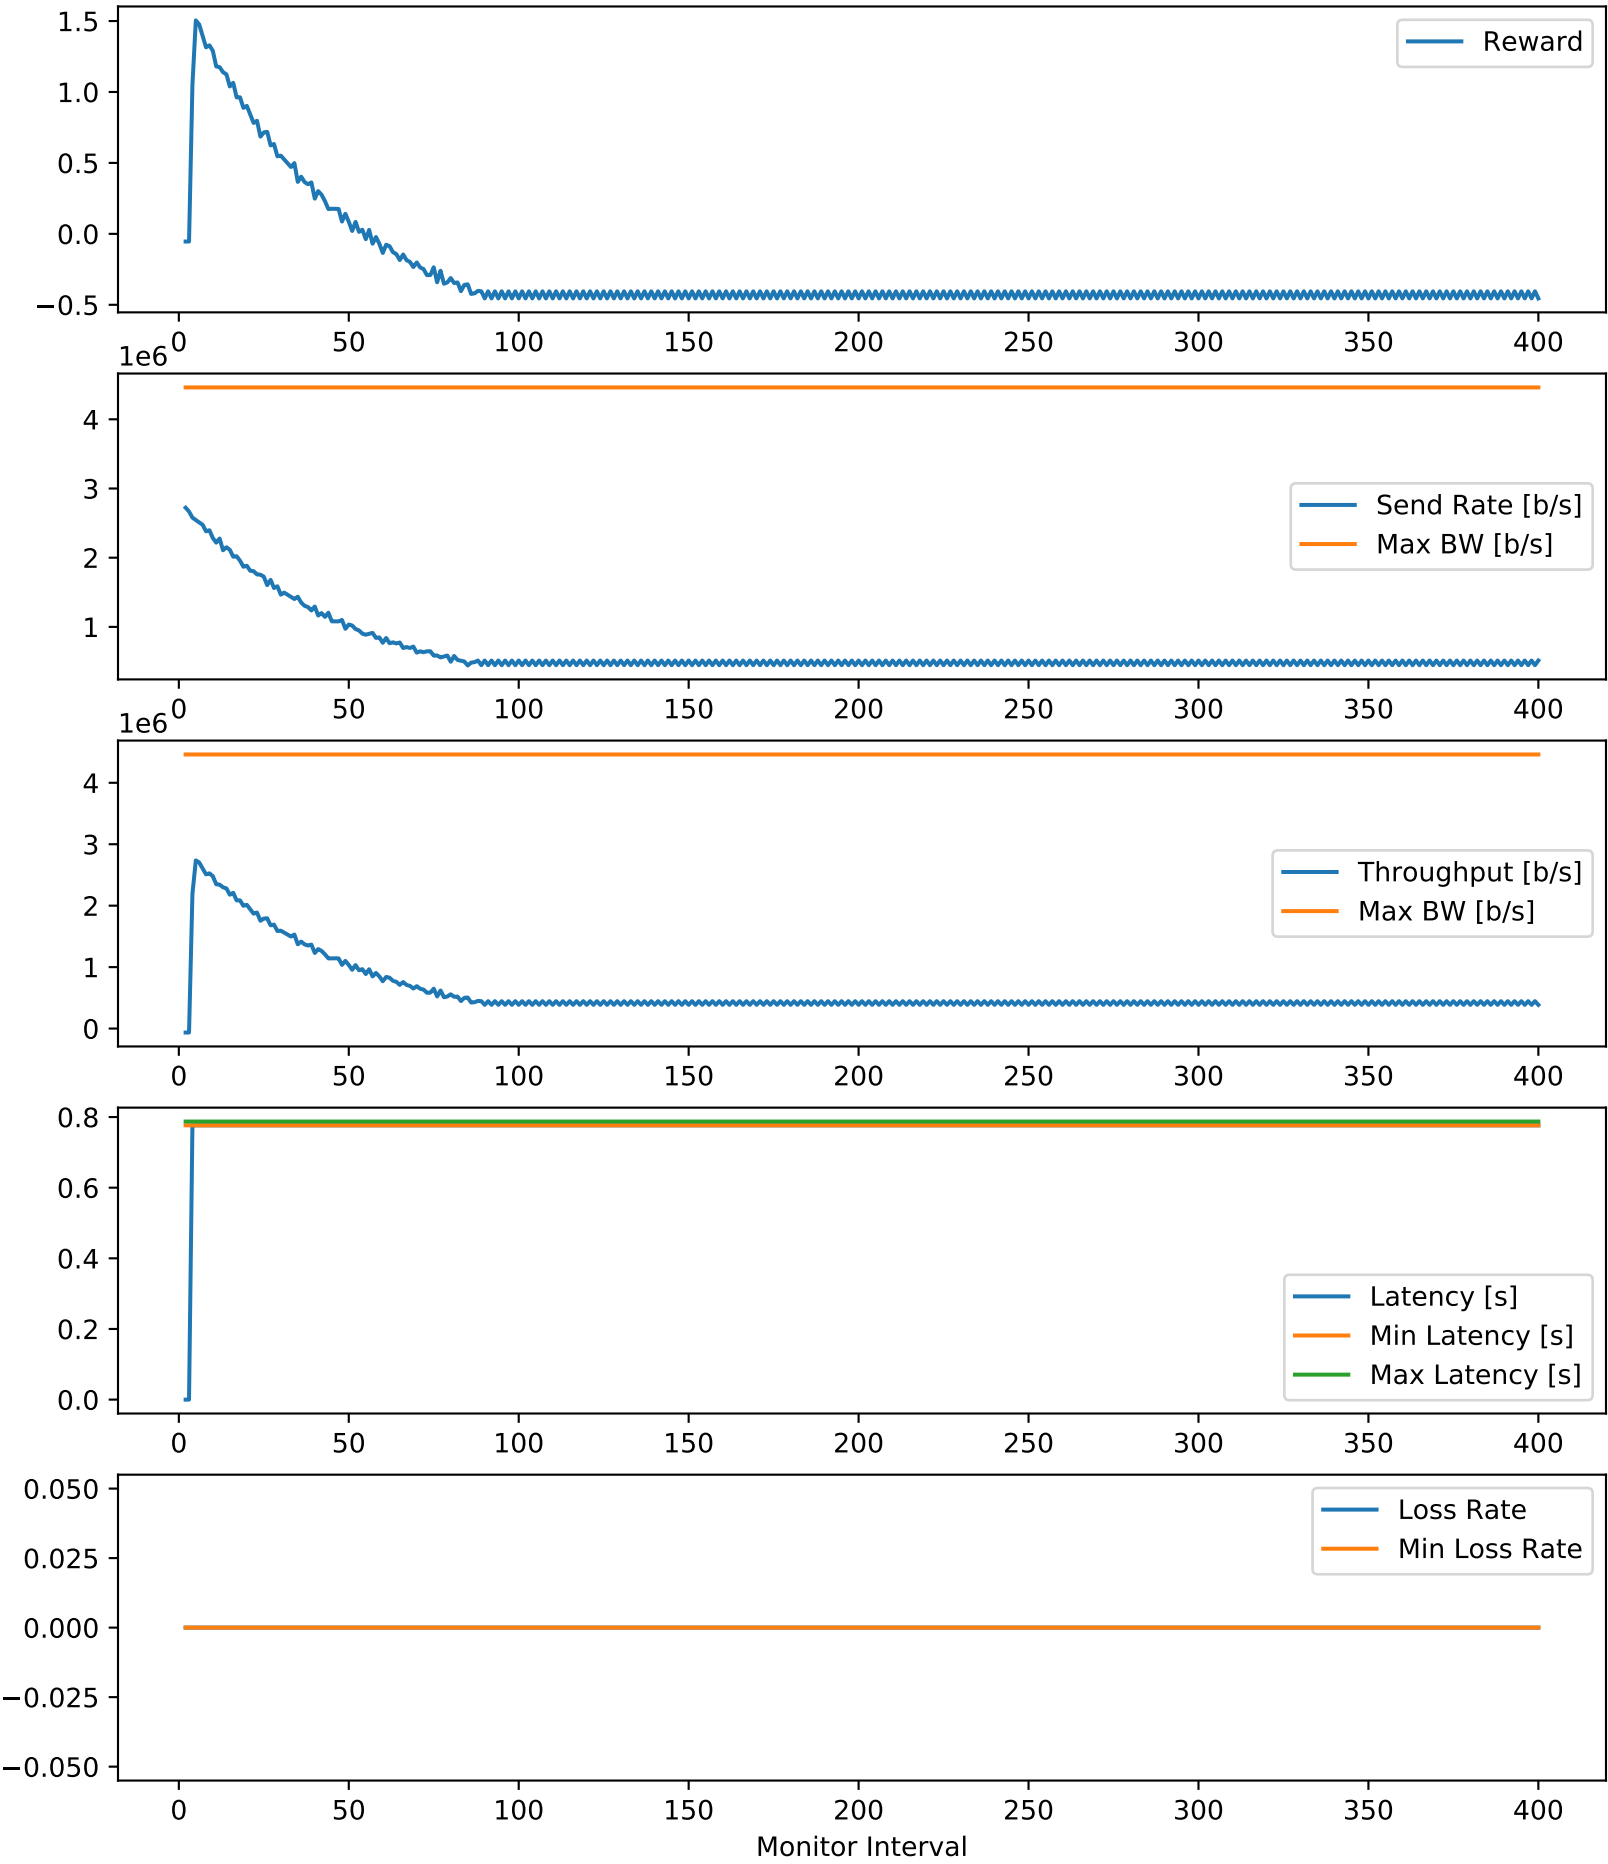 1.5
1.0
0.5
0.0
−0.5
Reward
0 50 100 150 200 250 300 350 400
1e6
4
3
2
1
Send Rate [b/s]
Max BW [b/s]
0 50 100 150 200 250 300 350 400
1e6
4
3
2
1
0
Throughput [b/s]
Max BW [b/s]
0 50 100 150 200 250 300 350 400
0.8
0.6
0.4
0.2
0.0
Latency [s]
Min Latency [s]
Max Latency [s]
0 50 100 150 200 250 300 350 400
0.050
0.025
0.000
−0.025
−0.050
Loss Rate
Min Loss Rate
0 50 100 150 200 250 300 350 400
Monitor Interval